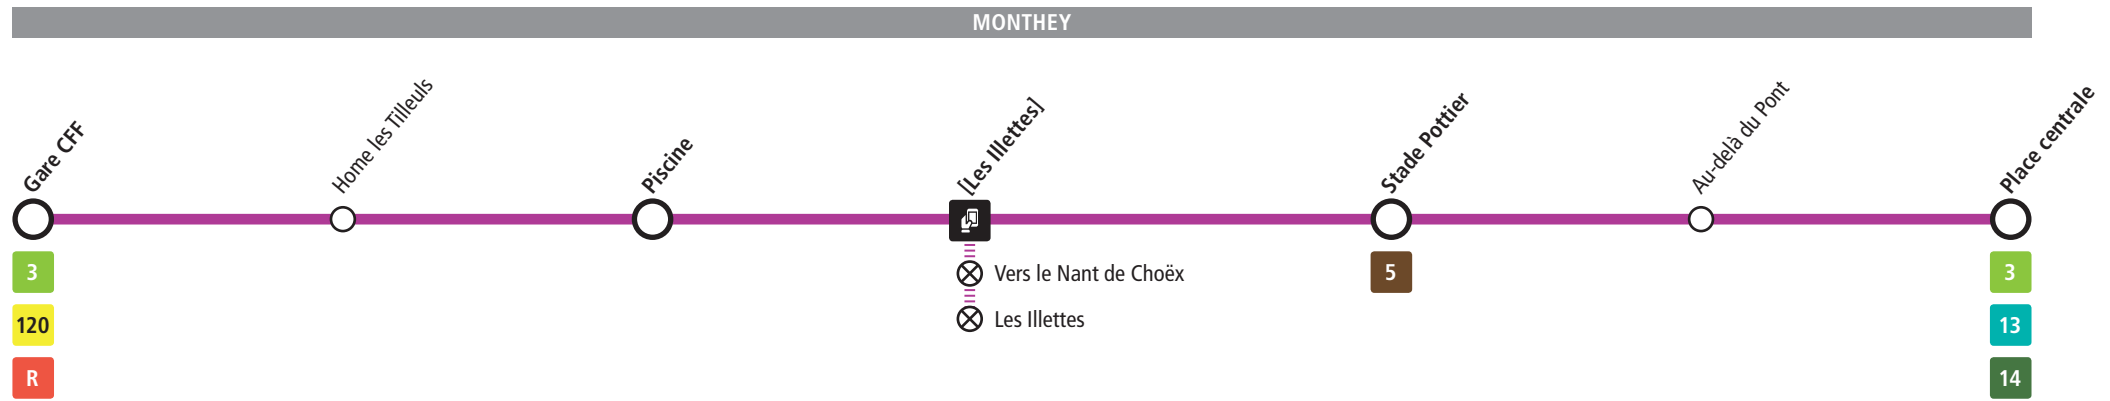 MONTHEY
Gare CFF
Home les Tilleuls
Piscine
[Les Illettes]
Stade Pottier
Au-delà du Pont
Place centrale
3
120
R
Vers le Nant de Choëx
Les Illettes
5
3
13
14